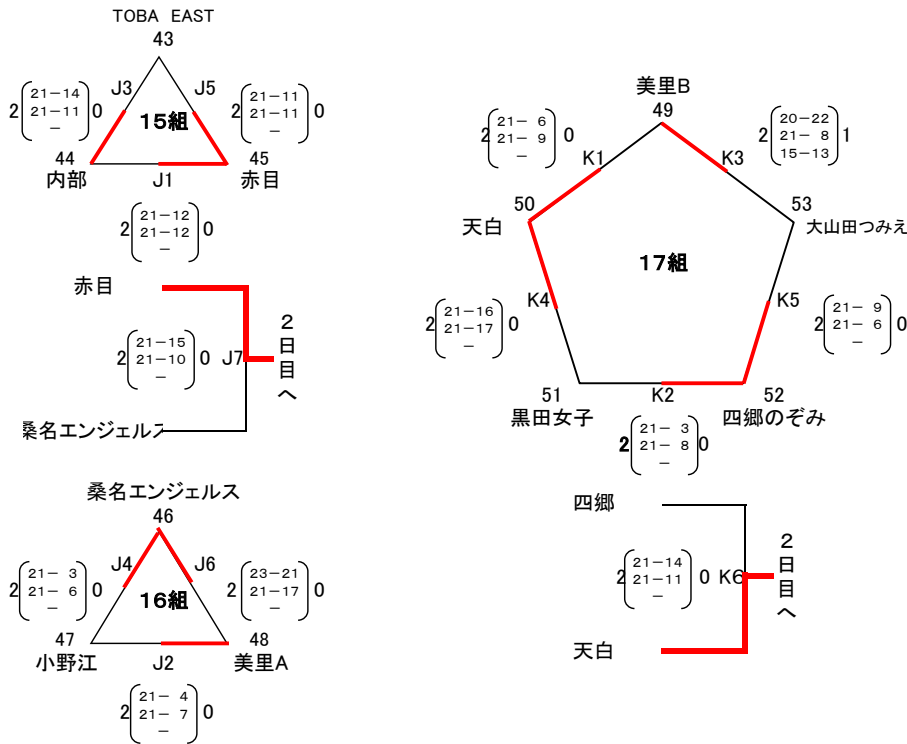 TOBA EAST
43
J3
J5
2
21-14
21-11
-
0
15組
2
21-11
21-11
-
0
44
内部
J1
45
赤目
2
21-12
21-12
-
0
赤目
2
21-15
21-10
-
0
J7
2日目へ
桑名エンジェルス
桑名エンジェルス
46
J4
J6
2
21- 3
21- 6
-
0
16組
2
23-21
21-17
-
0
47
小野江
J2
48
美里A
2
21- 4
21- 7
-
0
美里B
49
2
21- 6
21- 9
-
0
K1
K3
2
20-22
21- 8
15-13
1
50
天白
53
大山田つみえ
17組
K4
K5
2
21-16
21-17
-
0
2
21- 9
21- 6
-
0
51
黒田女子
K2
52
四郷のぞみ
2
21- 3
21- 8
-
0
四郷
2
21-14
21-11
-
0
K6
2日目へ
天白